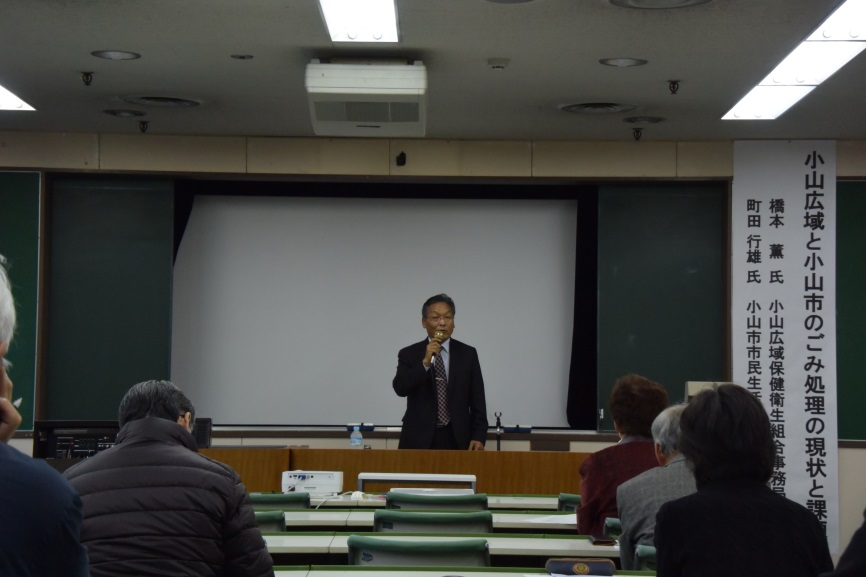 小山広域と小山市のごみ処理の現状と課
橋本 薫 氏 小山広域保健衛生組合事務局
町田 行雄 氏 小山市市民生活